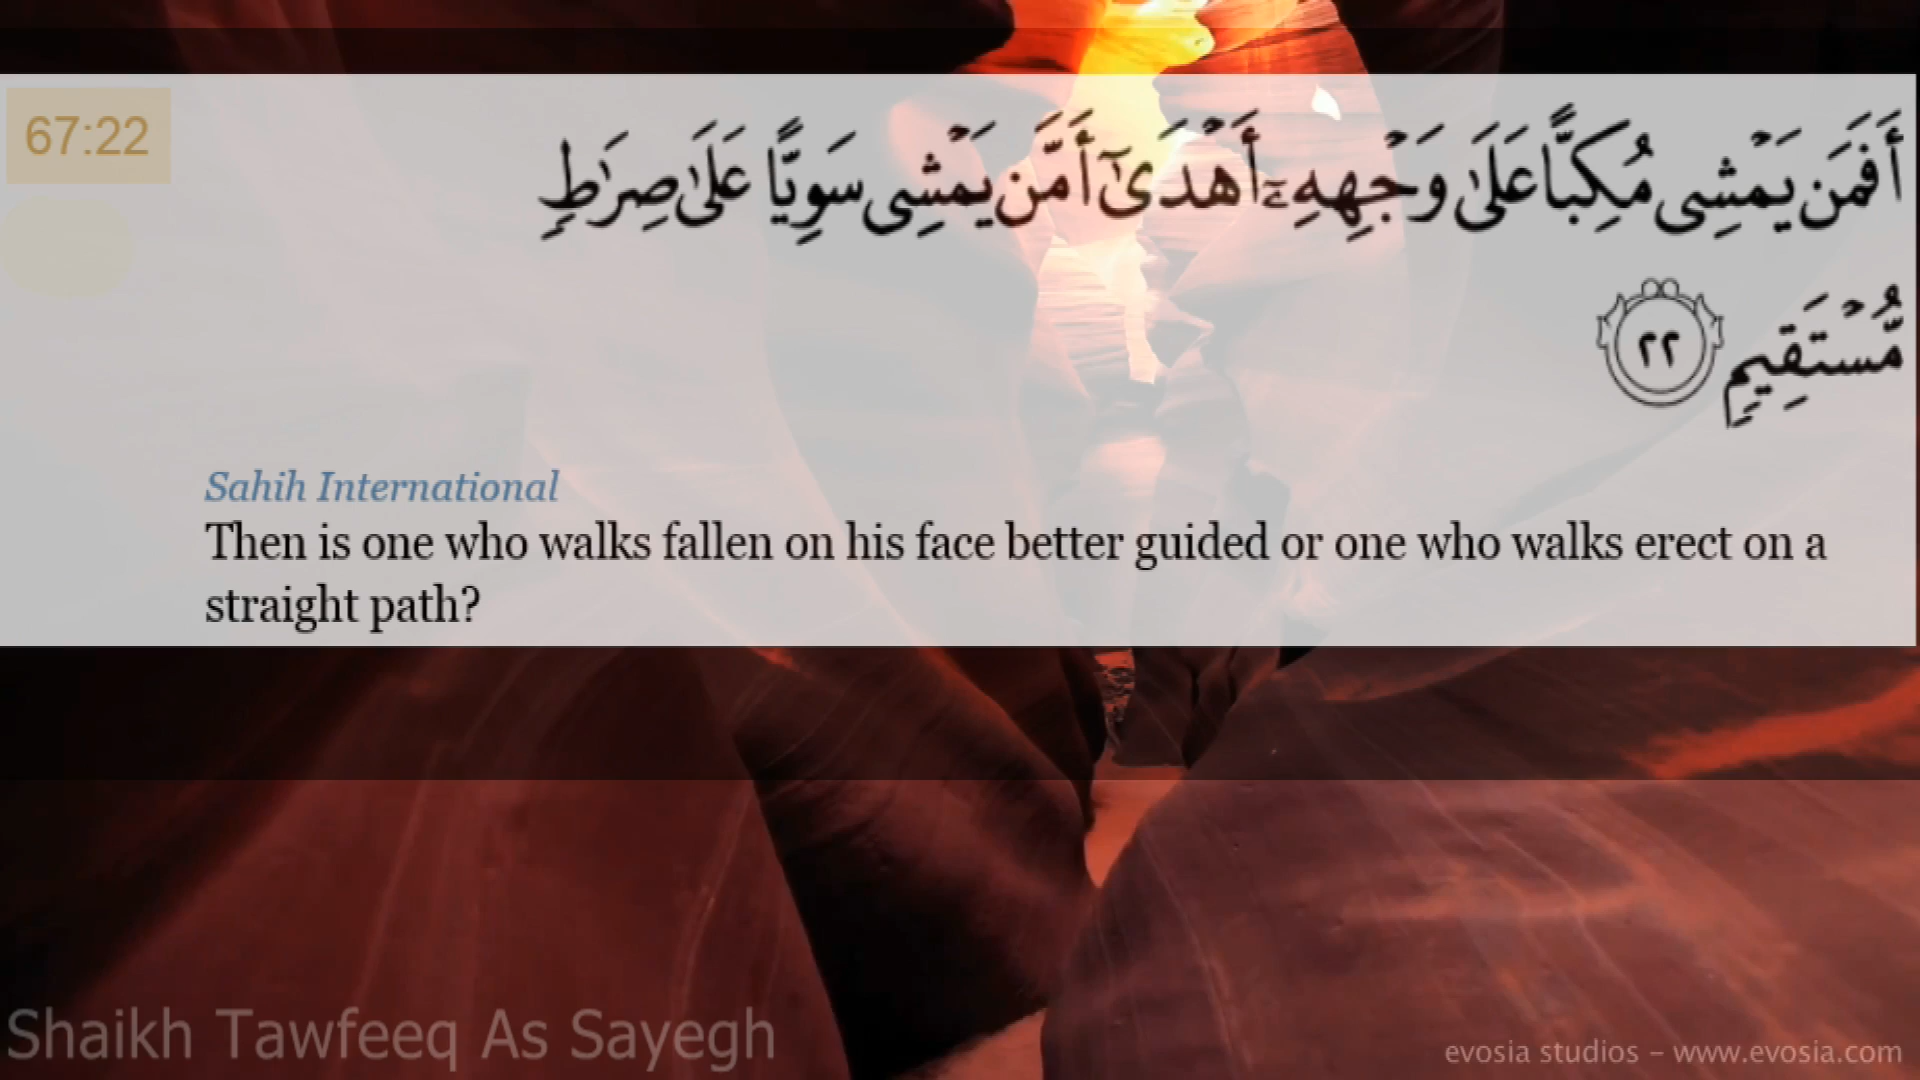 67:22
أَفَمَن يَمْشِى مُكِبًّا عَلَىٰ وَجْهِهِۦٓ أَهْدَىٰٓ أَمَّن يَمْشِى سَوِيًّا عَلَىٰ صِرَٰطٍ
مُّسْتَقِيمٍ ٢٢
Sahih International
Then is one who walks fallen on his face better guided or one who walks erect on a
straight path?
Shaikh Tawfeeq As Sayegh
evosia studios – www.evosia.com